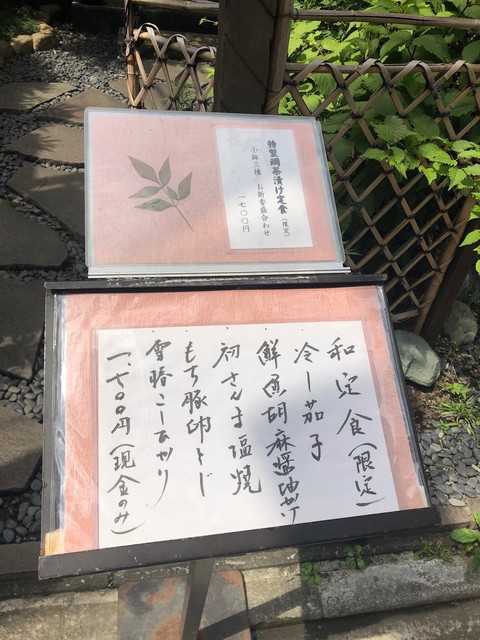 特製鯛茶漬け定食(限定)
小鉢三種 お新香盛合わせ
一七〇〇円
和定食(限定)
冷し茄子
鮮魚胡麻醤油かけ
初さんま塩焼
もち豚卵とじ
雪椿こしひかり
一、七〇〇円(現金のみ)